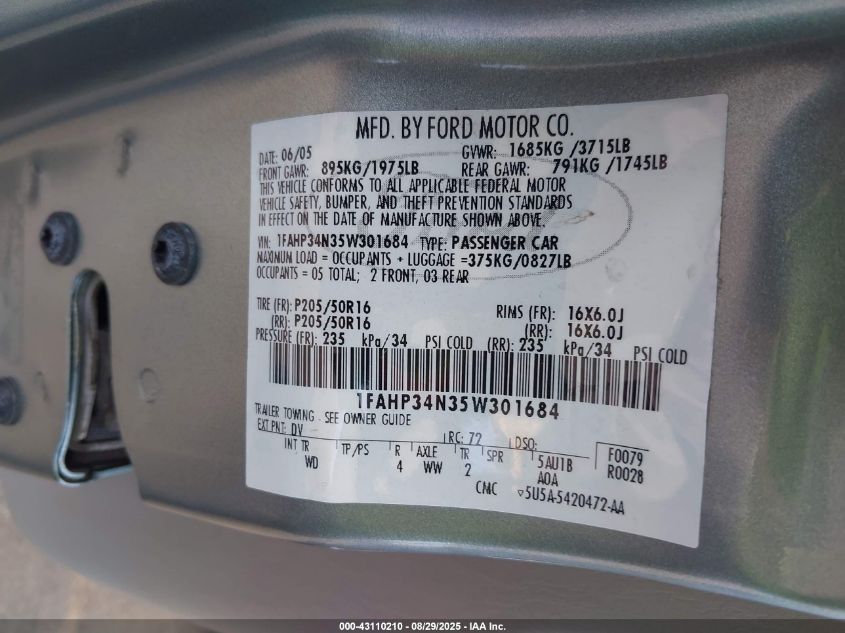 MFD. BY FORD MOTOR CO.
DATE: 06/05 GVWR: 1685KG /3715LB
FRONT GAWR: 895KG/1975LB REAR GAWR: 791KG /1745LB
THIS VEHICLE CONFORMS TO ALL APPLICABLE FEDERAL MOTOR
VEHICLE SAFETY, BUMPER, AND THEFT PREVENTION STANDARDS
IN EFFECT ON THE DATE OF MANUFACTURE SHOWN ABOVE.
VIN: 1FAHP34N35W301684 TYPE: PASSENGER CAR
MAXIMUM LOAD = OCCUPANTS + LUGGAGE =375KG/0827LB
OCCUPANTS = 05 TOTAL; 2 FRONT, 03 REAR
TIRE (FR): P205/50R16 RIMS (FR): 16X6.0J
(RR): P205/50R16 (RR): 16X6.0J
PRESSURE (FR): 235 kPa/34 PSI COLD (RR): 235 kPa/34 PSI COLD
1FAHP34N35W301684
TRAILER TOWING - SEE OWNER GUIDE
EXT PNT: DV RC: 72 DSO: F0079
INT TR TP/PS R AXLE TR SPR 5AU1B R0028
WD 4 WW 2 A0A
CMC ▽5U5A-5420472-AA
000-43110210 - 08/29/2025 - IAA Inc.